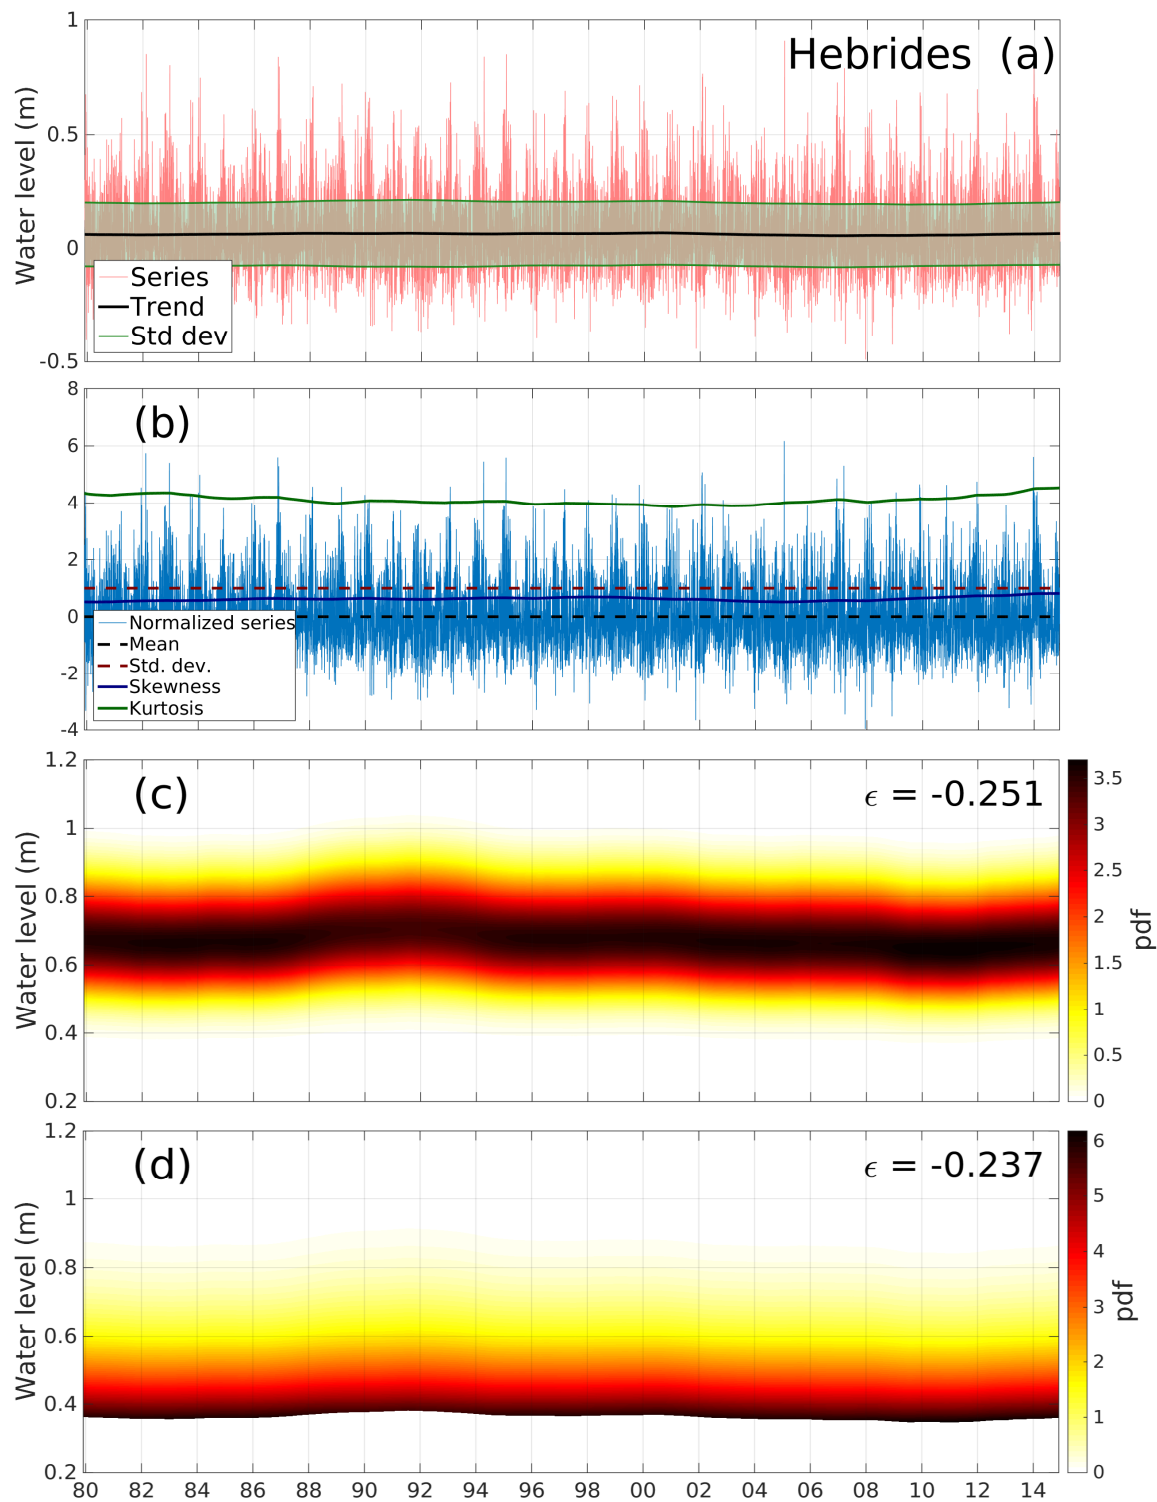 Hebrides (a)
Water level (m)
1
0.5
0
-0.5
Series
Trend
Std dev
(b)
8
6
4
2
0
-2
-4
Normalized series
Mean
Std. dev.
Skewness
Kurtosis
(c)
ϵ = -0.251
Water level (m)
1.2
1
0.8
0.6
0.4
0.2
3.5
3
2.5
2
1.5
1
0.5
0
pdf
(d)
ϵ = -0.237
Water level (m)
1.2
1
0.8
0.6
0.4
0.2
6
5
4
3
2
1
0
pdf
80 82 84 86 88 90 92 94 96 98 00 02 04 06 08 10 12 14